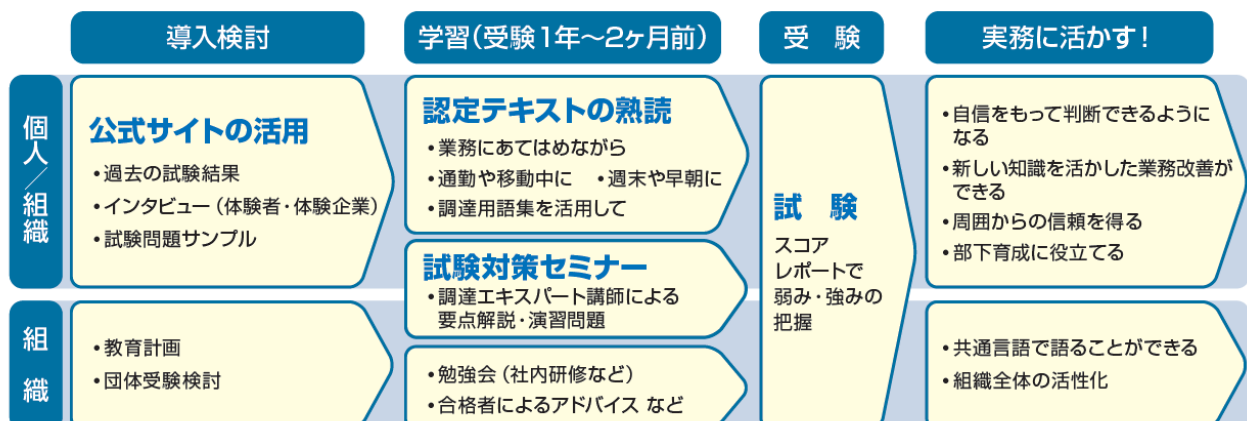 導入検討
学習（受験1年～2ヶ月前）
受　験
実務に活かす！
個人／組織
公式サイトの活用
・過去の試験結果
・インタビュー（体験者・体験企業）
・試験問題サンプル
認定テキストの熟読
・業務にあてはめながら
・通勤や移動中に　・週末や早朝に
・調達用語集を活用して
試験対策セミナー
・調達エキスパート講師による
要点解説・演習問題
試　験
スコア
レポートで
弱み・強みの
把握
・自信をもって判断できるように
なる
・新しい知識を活かした業務改善が
できる
・周囲からの信頼を得る
・部下育成に役立てる
組　織
・教育計画
・団体受験検討
・勉強会（社内研修など）
・合格者によるアドバイス など
・共通言語で語ることができる
・組織全体の活性化